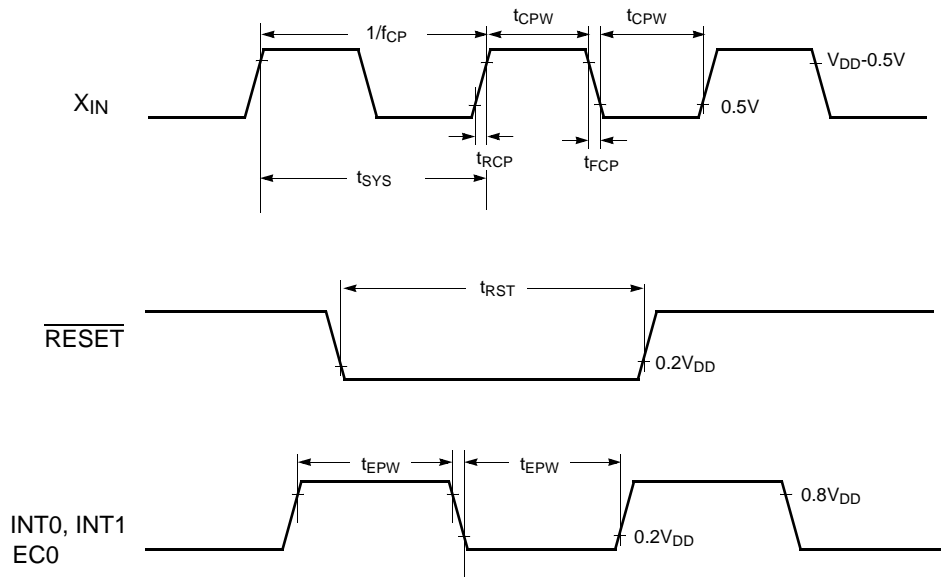 1/fCP tCPW tCPW
VDD-0.5V
XIN
0.5V
tRCP tFCP
tSYS
tRST
RESET
0.2VDD
tEPW tEPW
0.8VDD
INT0, INT1
0.2VDD
EC0